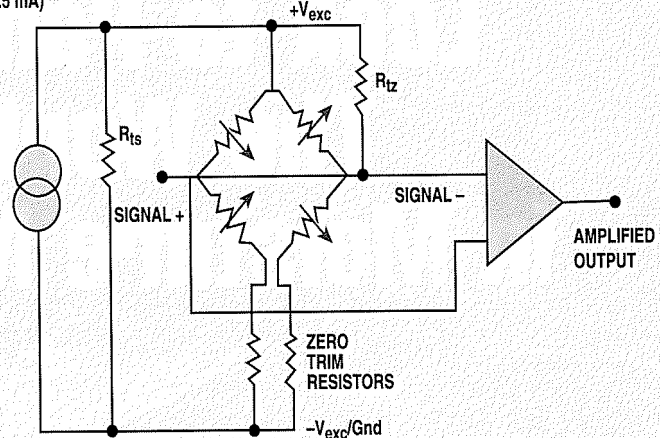 .5 mA)
+Vexc
Rts
Rtz
SIGNAL +
SIGNAL –
AMPLIFIED
OUTPUT
ZERO
TRIM
RESISTORS
–Vexc/Gnd